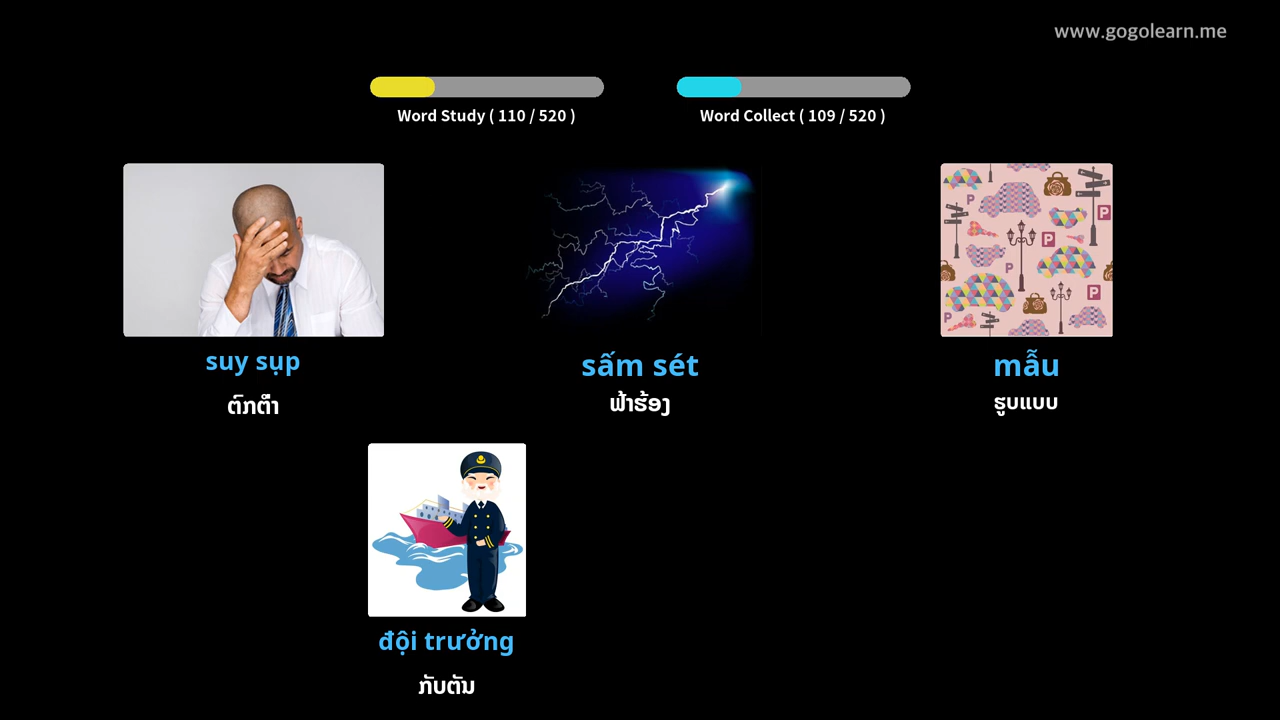 www.gogolearn.me
Word Study ( 110 / 520 )
Word Collect ( 109 / 520 )
P
P
P
P
P
P
suy sụp
sấm sét
mẫu
ຕົກຕ່ຳ
ຟ້າຮ້ອງ
ຮູບແບບ
đội trưởng
ກັບຕັນ